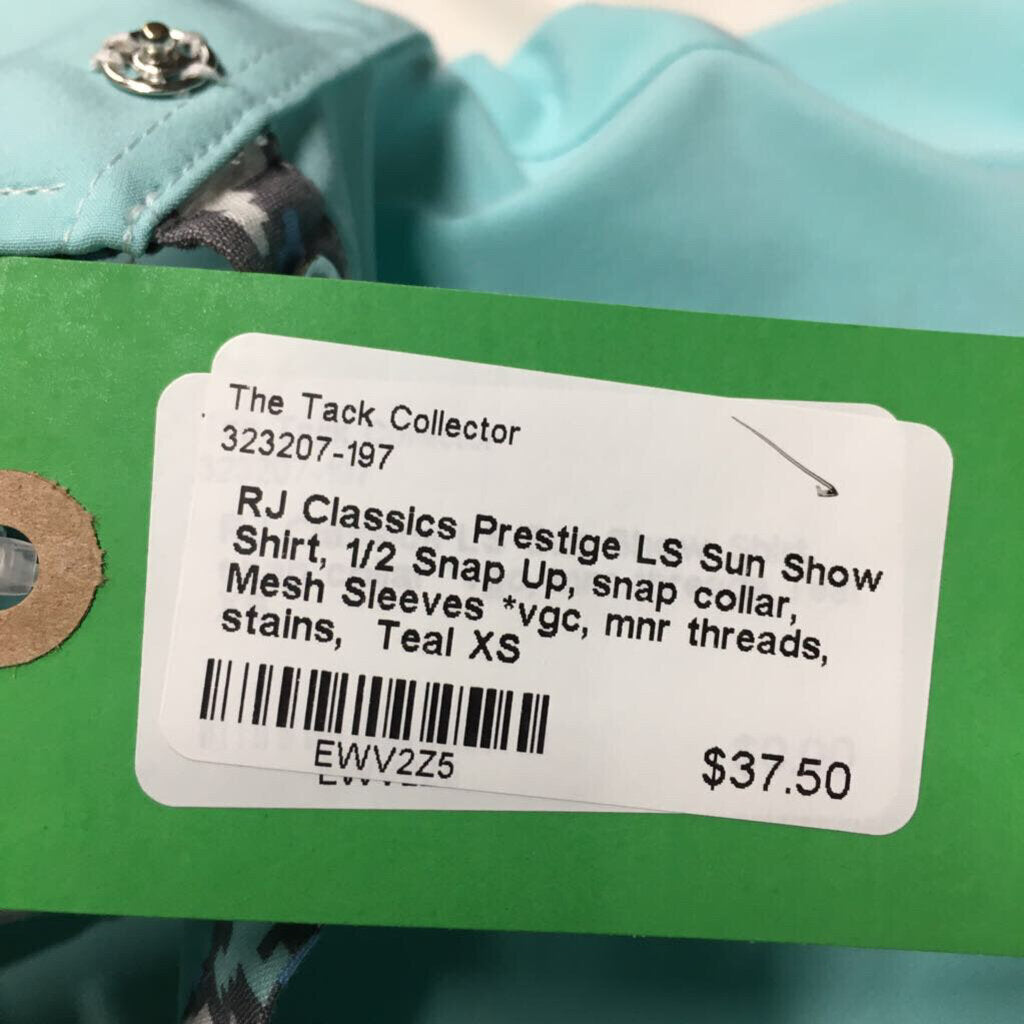 The Tack Collector
323207-197
RJ Classics Prestige LS Sun Show
Shirt, 1/2 Snap Up, snap collar,
Mesh Sleeves *vgc, mnr threads,
stains, Teal XS
EWV2Z5
$37.50